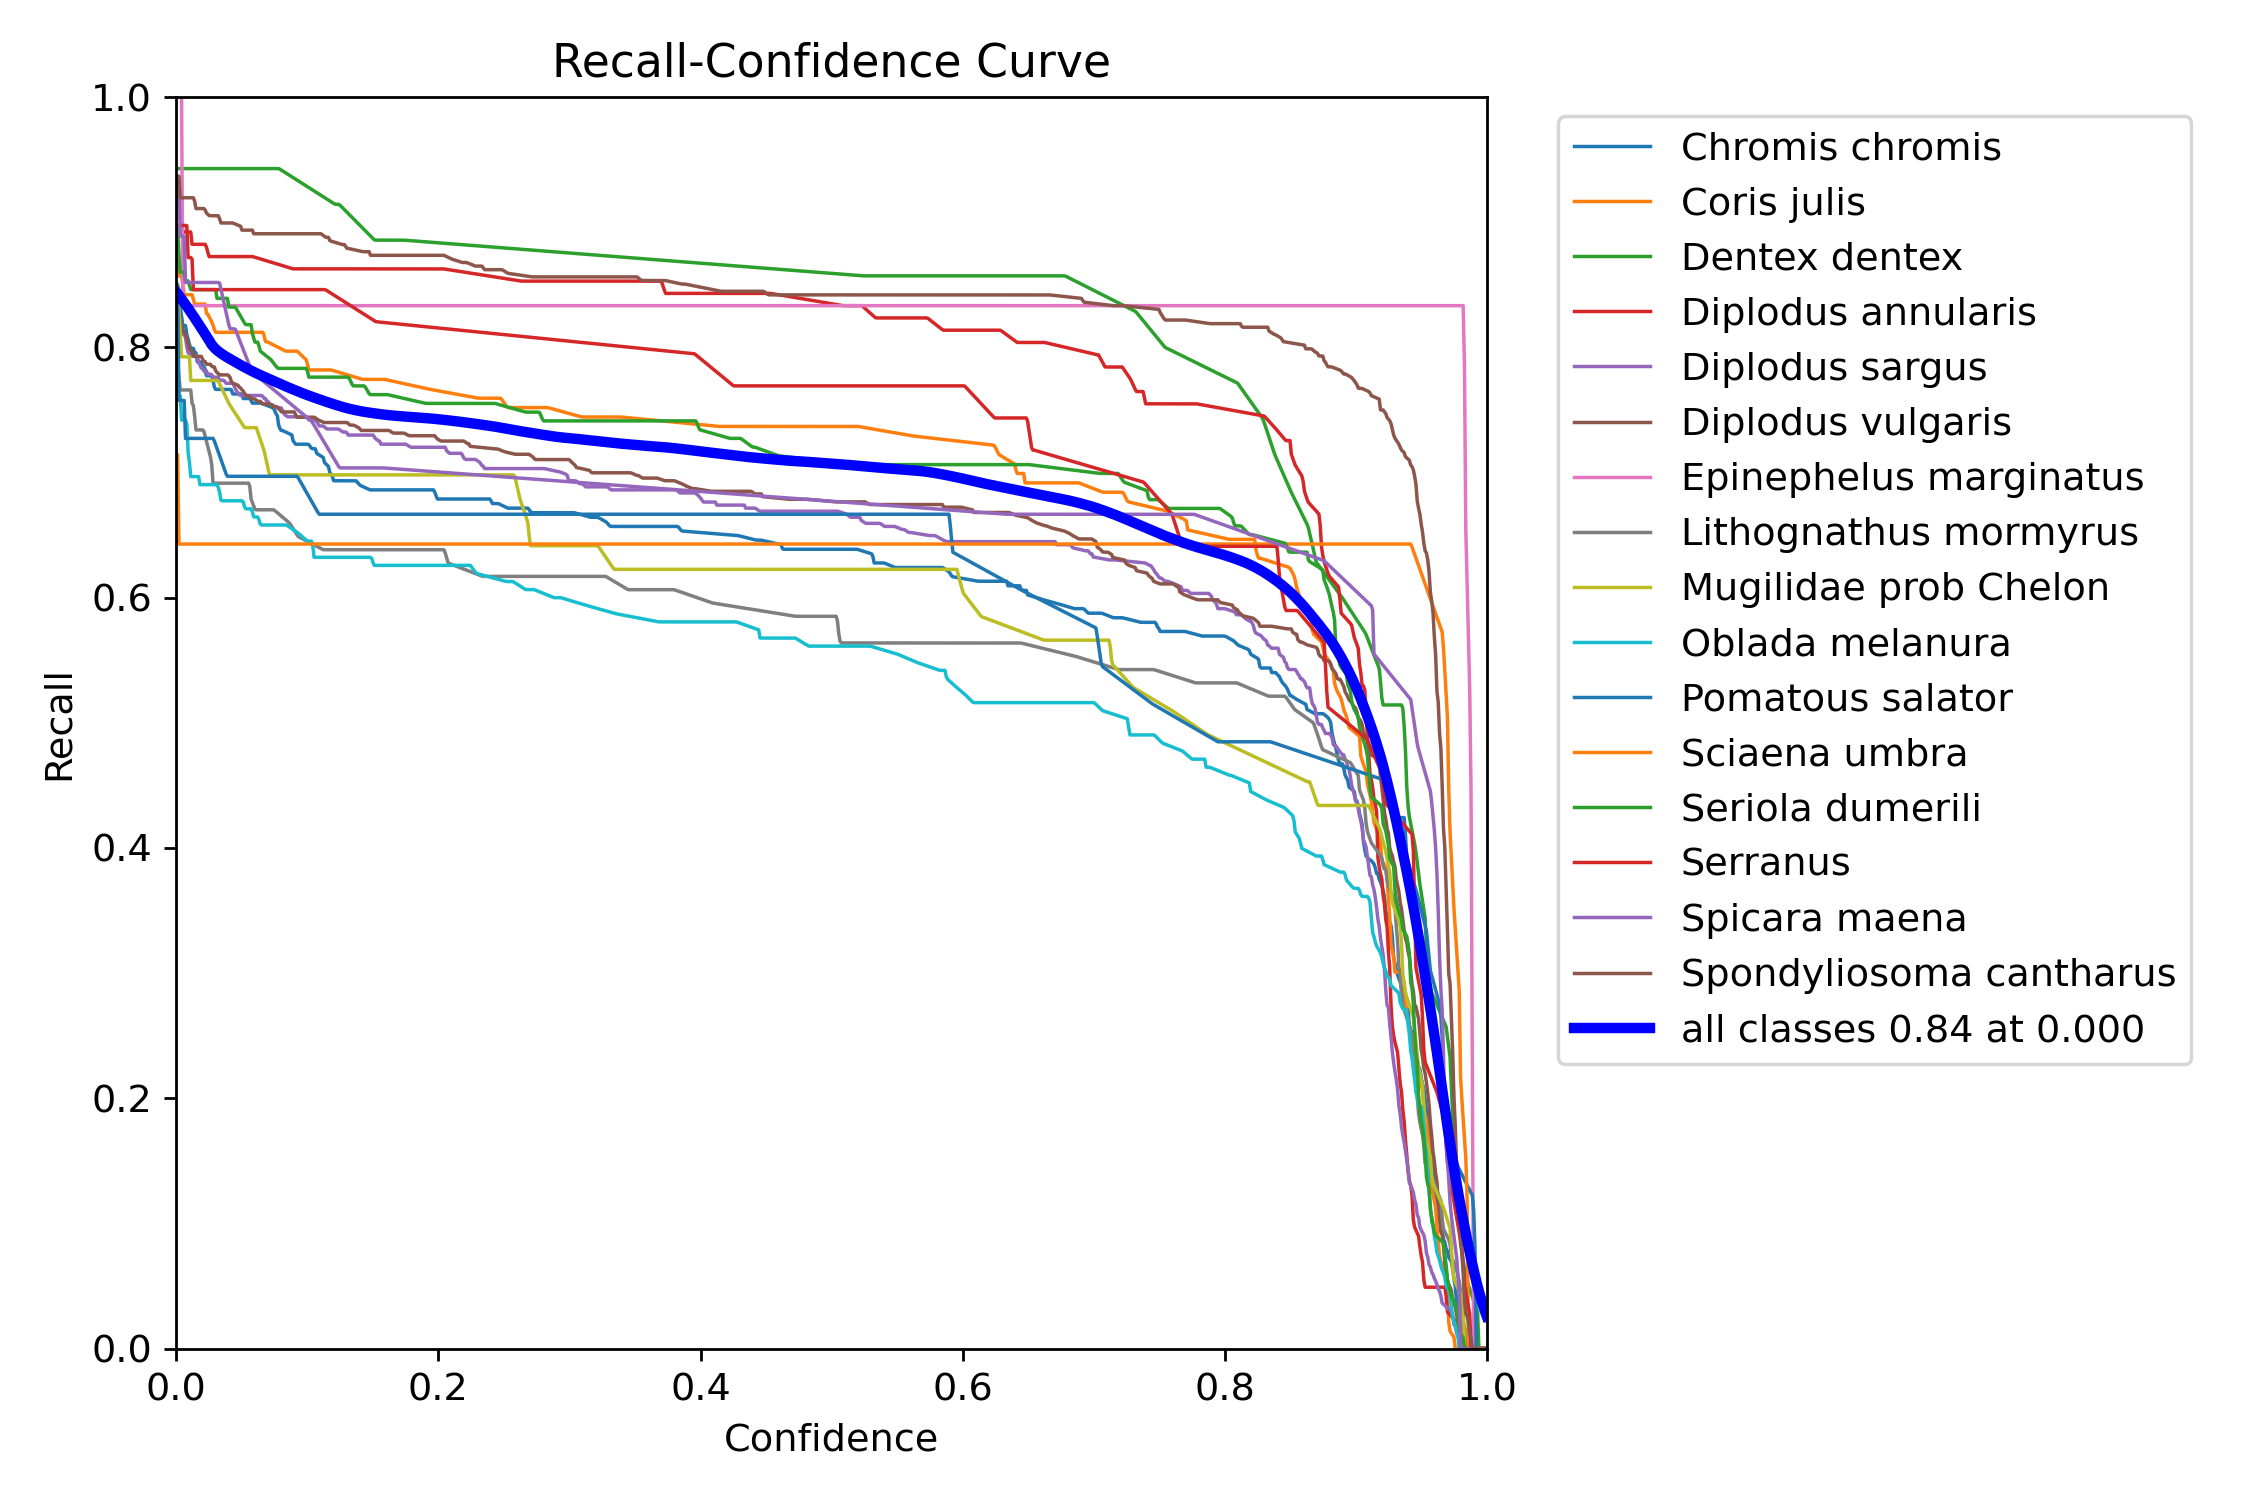 Recall-Confidence Curve
1.0
0.8
0.6
0.4
0.2
0.0
Recall
0.0 0.2 0.4 0.6 0.8 1.0
Confidence
Chromis chromis
Coris julis
Dentex dentex
Diplodus annularis
Diplodus sargus
Diplodus vulgaris
Epinephelus marginatus
Lithognathus mormyrus
Mugilidae prob Chelon
Oblada melanura
Pomatous salator
Sciaena umbra
Seriola dumerili
Serranus
Spicara maena
Spondyliosoma cantharus
all classes 0.84 at 0.000